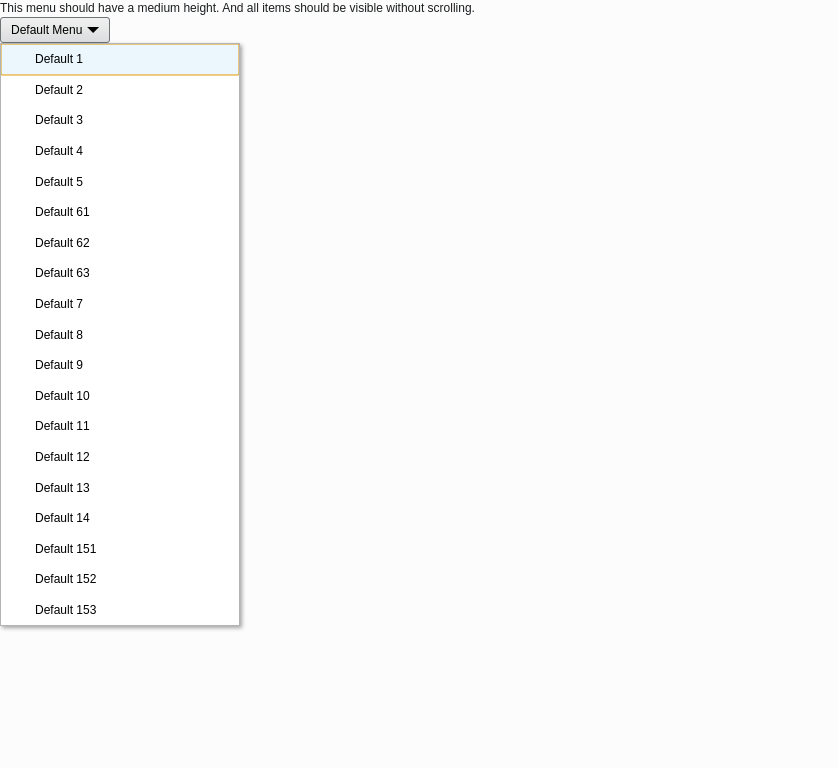 This menu should have a medium height. And all items should be visible without scrolling.
Default Menu
Default 1
Default 2
Default 3
Default 4
Default 5
Default 61
Default 62
Default 63
Default 7
Default 8
Default 9
Default 10
Default 11
Default 12
Default 13
Default 14
Default 151
Default 152
Default 153